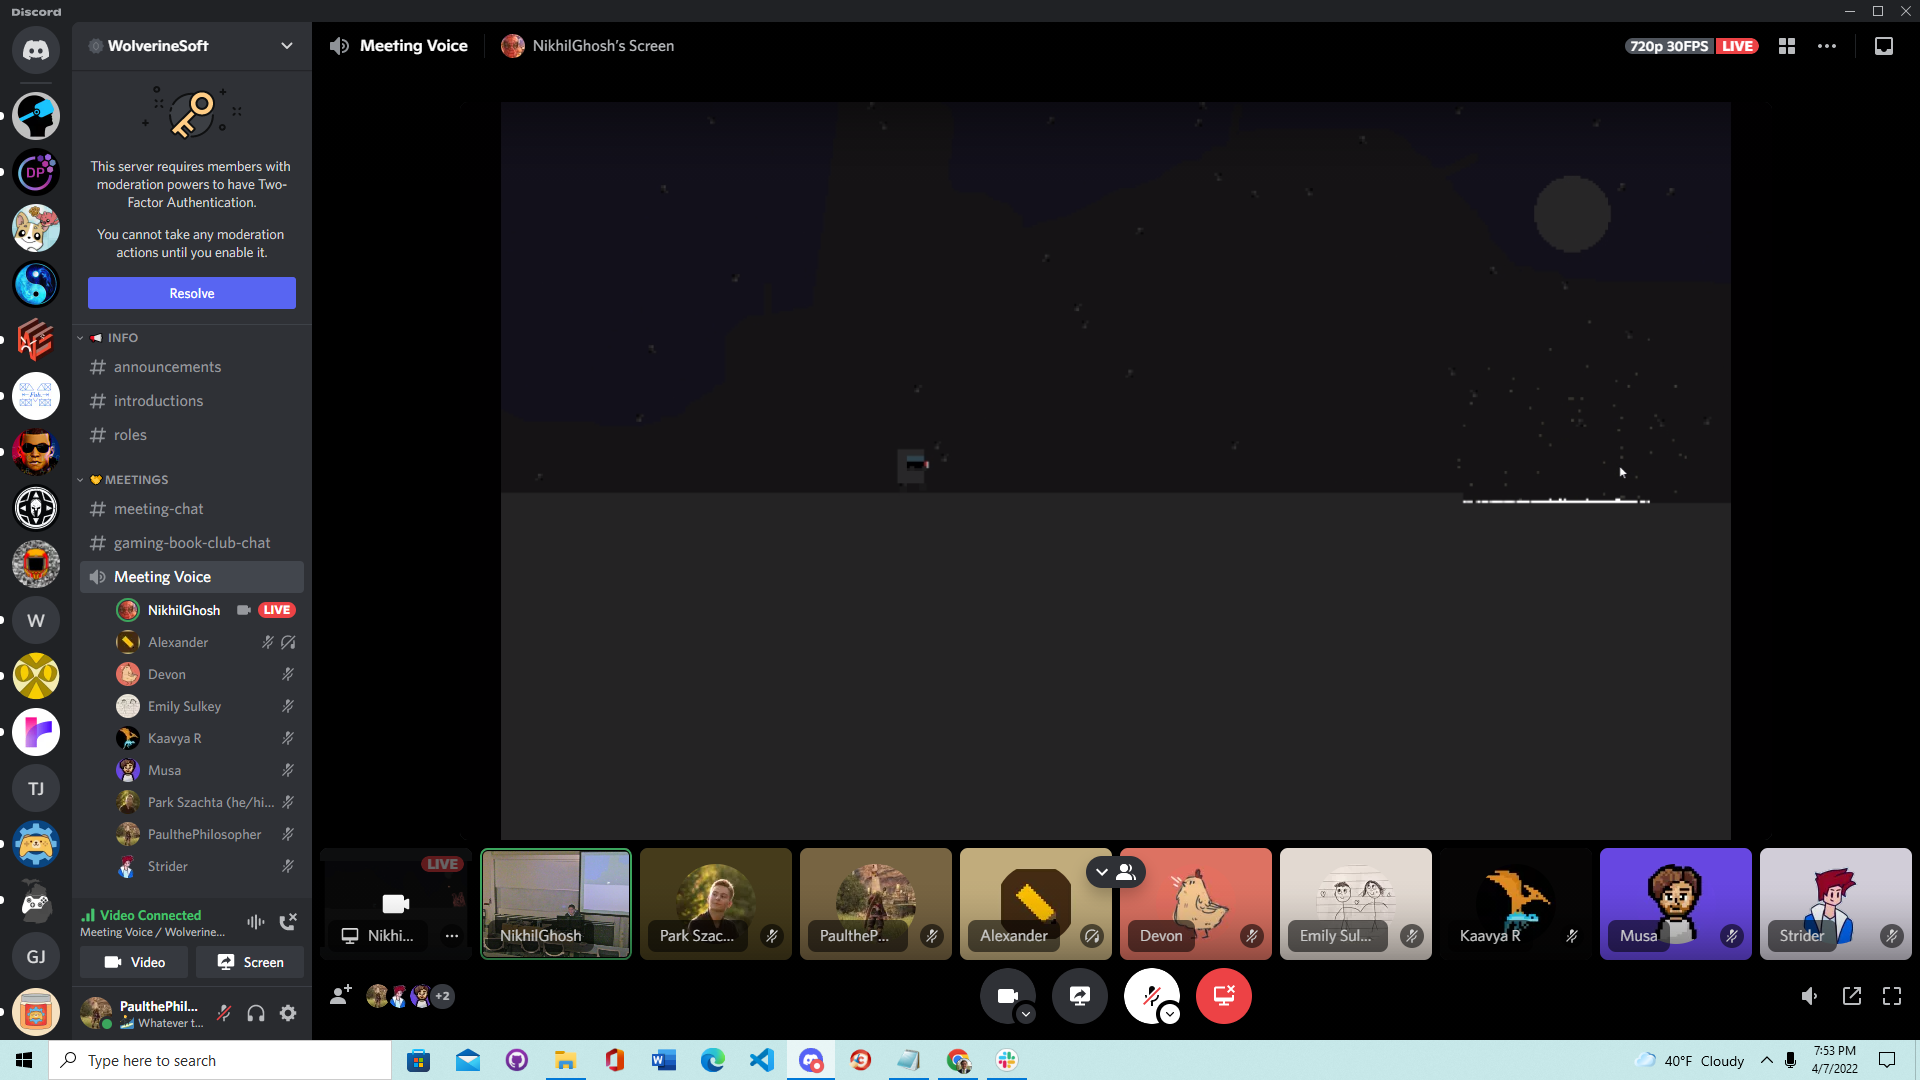 Discord
WolverineSoft
This server requires members with
moderation powers to have Two-
Factor Authentication.
You cannot take any moderation
actions until you enable it.
Resolve
INFO
announcements
introductions
roles
MEETINGS
meeting-chat
gaming-book-club-chat
Meeting Voice
NikhilGhosh LIVE
Alexander
Devon
Emily Sulkey
Kaavya R
Musa
Park Szachta (he/hi...
PaulthePhilosopher
Strider
Video Connected
Meeting Voice / Wolverine...
Video Screen
PaulthePhil...
Whatever t...
DP
W
TJ
GJ
Meeting Voice NikhilGhosh's Screen
720p 30FPS LIVE
LIVE
Nikhi...
NikhilGhosh
Park Szac...
PaultheP...
Alexander
Devon
Emily Sul...
Kaavya R
Musa
Strider
+2
Type here to search
40°F Cloudy
7:53 PM
4/7/2022